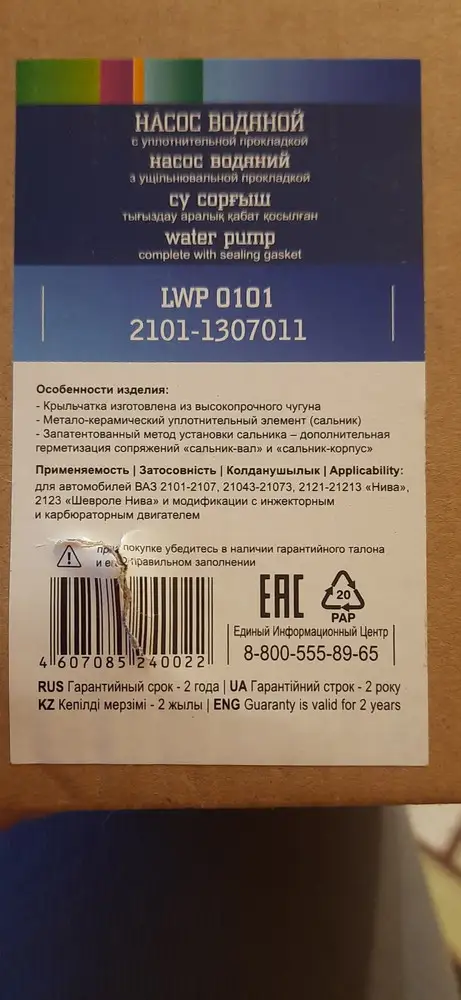 НАСОС ВОДЯНОЙ
с уплотнительной прокладкой
насос водяний
з ущільнювальной прокладкой
су сорғыш
тығыздау аралық қабат қосылған
water pump
complete with sealing gasket
LWP 0101
2101-1307011
Особенности изделия:
- Крыльчатка изготовлена из высокопрочного чугуна
- Метало-керамический уплотнительный элемент (сальник)
- Запатентованный метод установки сальника – дополнительная
герметизация сопряжений «сальник-вал» и «сальник-корпус»
Применяемость | Затосовність | Колданушылык | Applicability:
для автомобилей ВАЗ 2101-2107, 21043-21073, 2121-21213 «Нива»,
2123 «Шевроле Нива» и модификации с инжекторным
и карбюраторным двигателем
при покупке убедитесь в наличии гарантийного талона
и его правильном заполнении
4 607085 240022
EAC
20
PAP
Единый Информационный Центр
8-800-555-89-65
RUS Гарантийный срок - 2 года | UA Гарантійний строк - 2 року
KZ Кепілді мерзімі - 2 жылы | ENG Guaranty is valid for 2 years